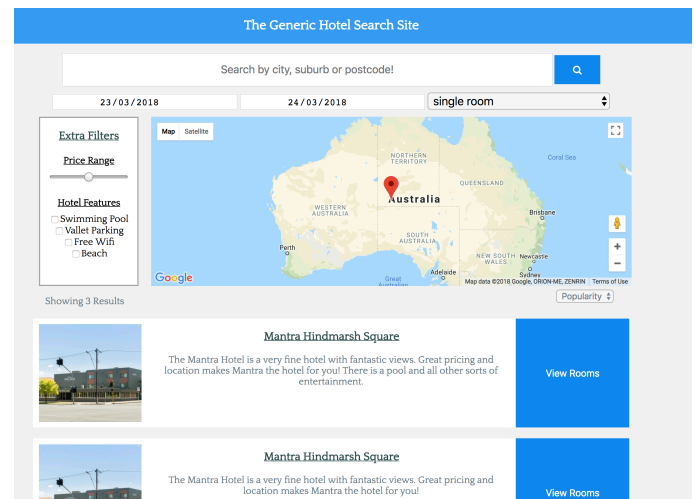 The Generic Hotel Search Site
Search by city, suburb or postcode!
23/03/2018
24/03/2018
single room
Extra Filters
Price Range
Hotel Features
Swimming Pool
Vallet Parking
Free Wifi
Beach
Map Satellite
Coral Sea
NORTHERN
TERRITORY
QUEENSLAND
Australia
WESTERN
AUSTRALIA
Brisbane
SOUTH
AUSTRALIA
Perth
NEW SOUTH
WALES
Newcastle
Adelaide
Sydney
Great
Australian
Google
Map data ©2018 Google, ORION-ME, ZENRIN Terms of Use
Showing 3 Results
Popularity
Mantra Hindmarsh Square
The Mantra Hotel is a very fine hotel with fantastic views. Great pricing and
location makes Mantra the hotel for you! There is a pool and all other sorts of
entertainment.
View Rooms
Mantra Hindmarsh Square
The Mantra Hotel is a very fine hotel with fantastic views. Great pricing and
location makes Mantra the hotel for you!
View Rooms